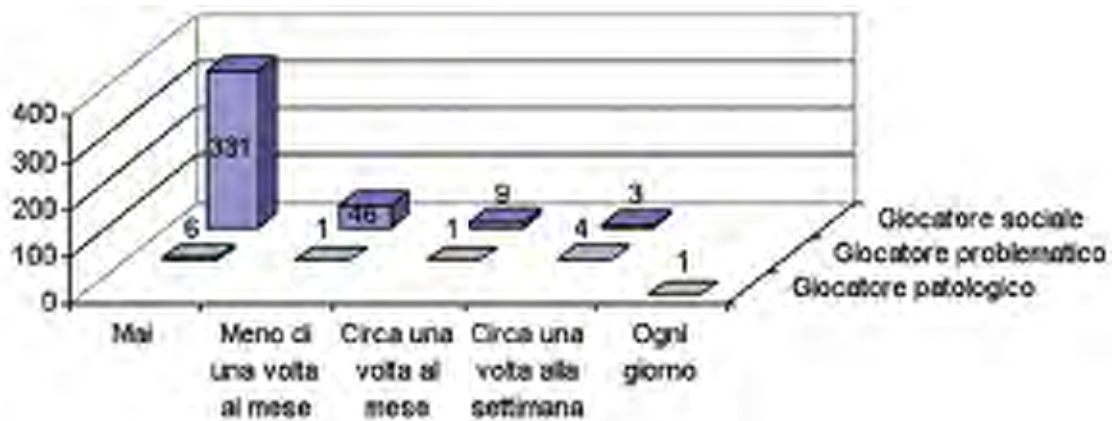 400
300
200
100
0
331
46
9
3
6
1
1
4
1
Giocatore sociale
Giocatore problematico
Giocatore patologico
Mai
Meno di
una volta
al mese
Circa una
volta al
mese
Circa una
volta alla
settimana
Ogni
giorno